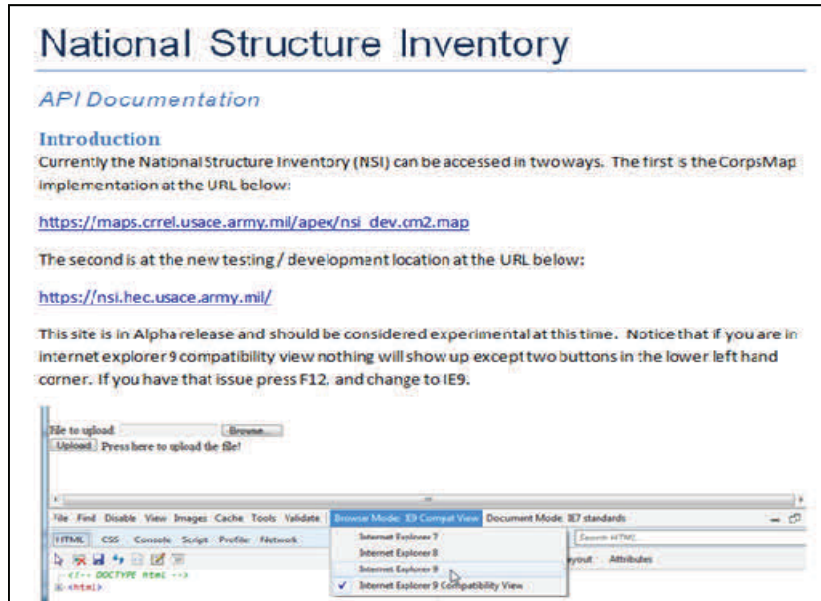 National Structure Inventory
API Documentation
Introduction
Currently the National Structure Inventory (NSI) can be accessed in two ways. The first is the CorpsMap
implementation at the URL below:
https://maps.crrel.usace.army.mil/apex/nsi_dev.cm2.map
The second is at the new testing / development location at the URL below:
https://nsi.hec.usace.army.mil/
This site is in Alpha release and should be considered experimental at this time. Notice that if you are in
internet explorer 9 compatibility view nothing will show up except two buttons in the lower left hand
corner. If you have that issue press F12, and change to IE9.
File to upload Browse...
Upload Press here to upload the file!
File Find Disable View Images Cache Tools Validate Browser Mode: IE9 Compat View Document Mode: IE7 standards
HTML CSS Console Script Profiler Network Search HTML...
Internet Explorer 7
Internet Explorer 8
Internet Explorer 9
Internet Explorer 9 Compatibility View
Attributes
<!-- DOCTYPE html -->
<html>